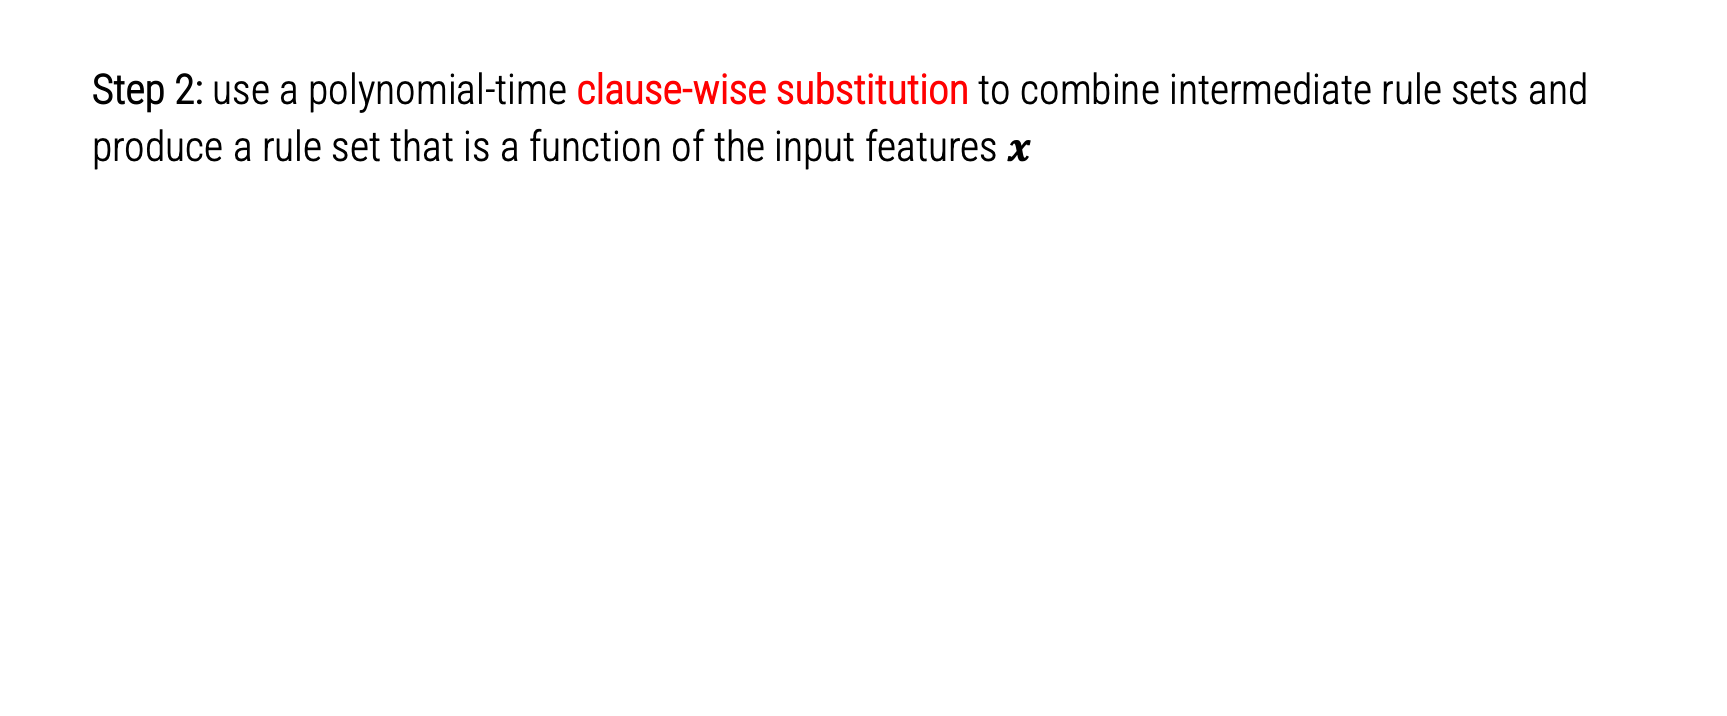 Step 2: use a polynomial-time clause-wise substitution to combine intermediate rule sets and
produce a rule set that is a function of the input features x